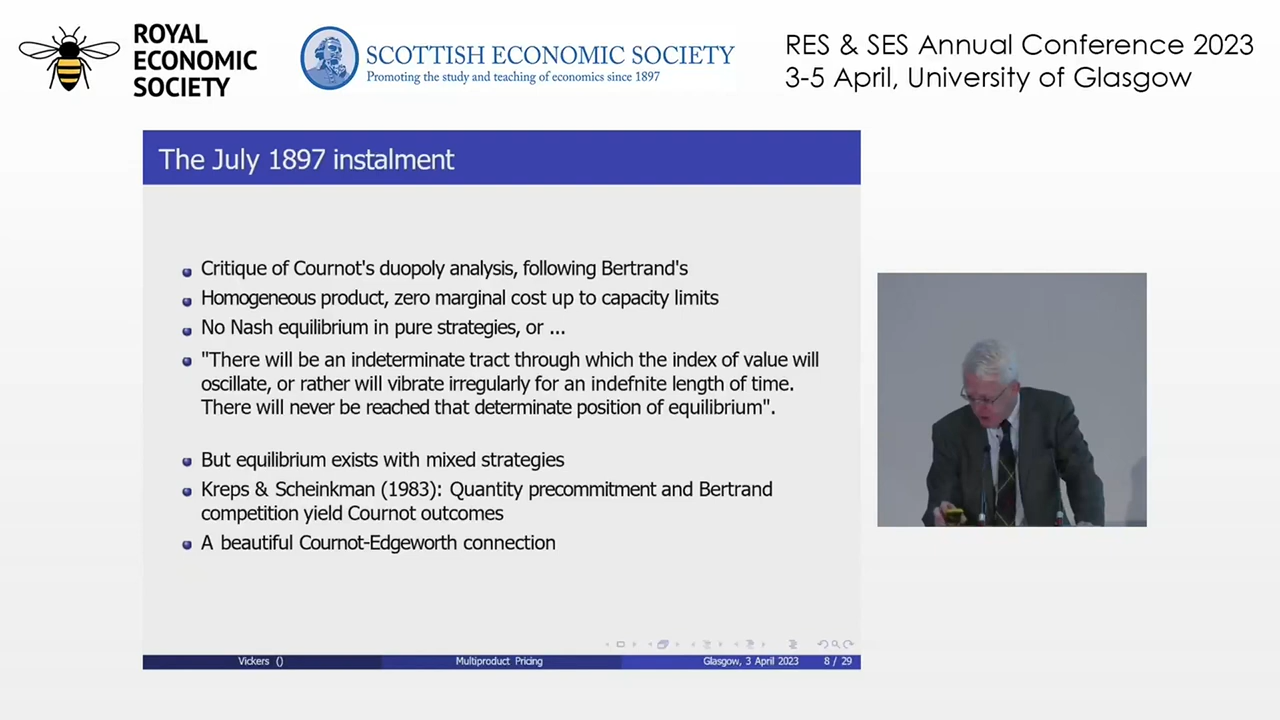 ROYAL
ECONOMIC
SOCIETY
SCOTTISH ECONOMIC SOCIETY
Promoting the study and teaching of economics since 1897
RES & SES Annual Conference 2023
3-5 April, University of Glasgow
The July 1897 instalment
Critique of Cournot's duopoly analysis, following Bertrand's
Homogeneous product, zero marginal cost up to capacity limits
No Nash equilibrium in pure strategies, or ...
"There will be an indeterminate tract through which the index of value will
oscillate, or rather will vibrate irregularly for an indefnite length of time.
There will never be reached that determinate position of equilibrium".
But equilibrium exists with mixed strategies
Kreps & Scheinkman (1983): Quantity precommitment and Bertrand
competition yield Cournot outcomes
A beautiful Cournot-Edgeworth connection
Vickers ()
Multiproduct Pricing
Glasgow, 3 April 2023
8 / 29